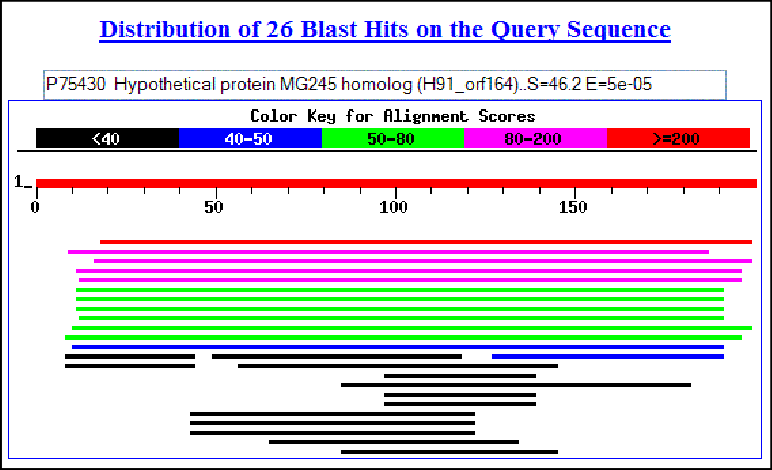 Distribution of 26 Blast Hits on the Query Sequence
P75430 Hypothetical protein MG245 homolog (H91_orf164)..S=46.2 E=5e-05
Color Key for Alignment Scores
<40 40-50 50-80 80-200 >=200
1_
0 50 100 150